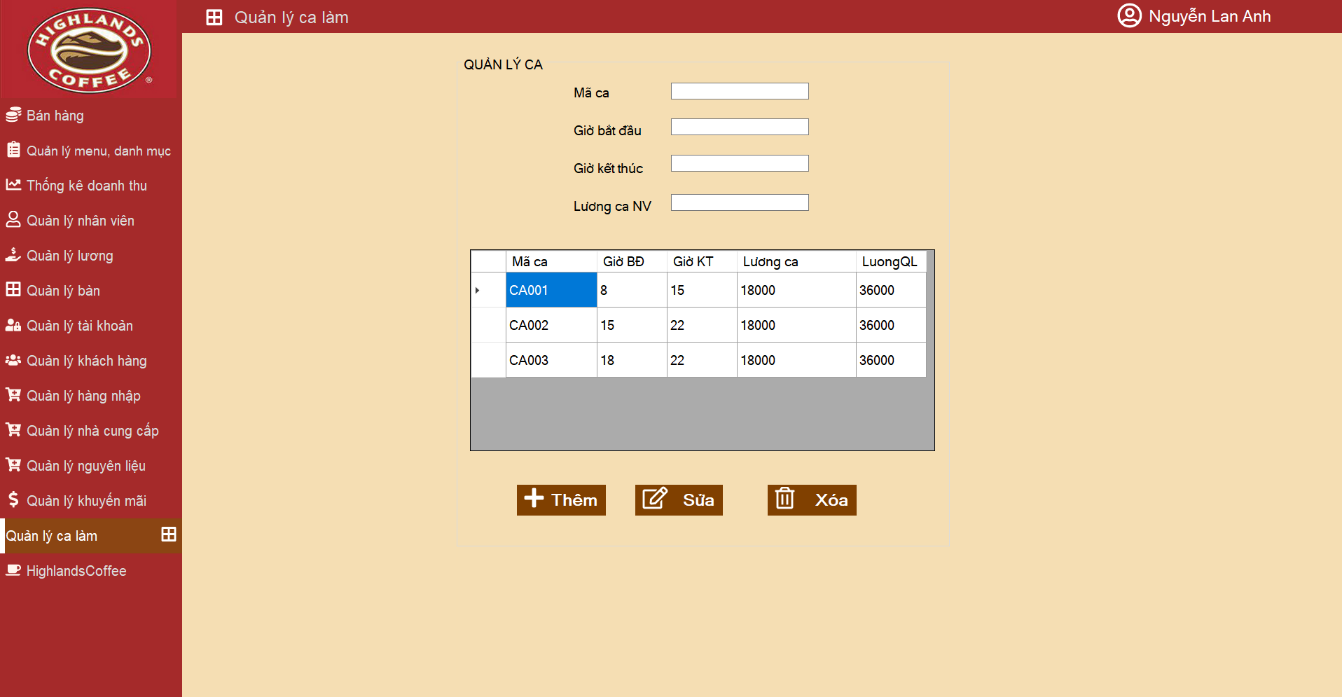 HIGHLANDS
COFFEE
®
Bán hàng
Quản lý menu, danh mục
Thống kê doanh thu
Quản lý nhân viên
Quản lý lương
Quản lý bàn
Quản lý tài khoản
Quản lý khách hàng
Quản lý hàng nhập
Quản lý nhà cung cấp
Quản lý nguyên liệu
Quản lý khuyến mãi
Quản lý ca làm
HighlandsCoffee
Quản lý ca làm
Nguyễn Lan Anh
QUẢN LÝ CA
Mã ca
Giờ bắt đầu
Giờ kết thúc
Lương ca NV
Mã ca Giờ BĐ Giờ KT Lương ca LuongQL
CA001 8 15 18000 36000
CA002 15 22 18000 36000
CA003 18 22 18000 36000
Thêm Sửa Xóa